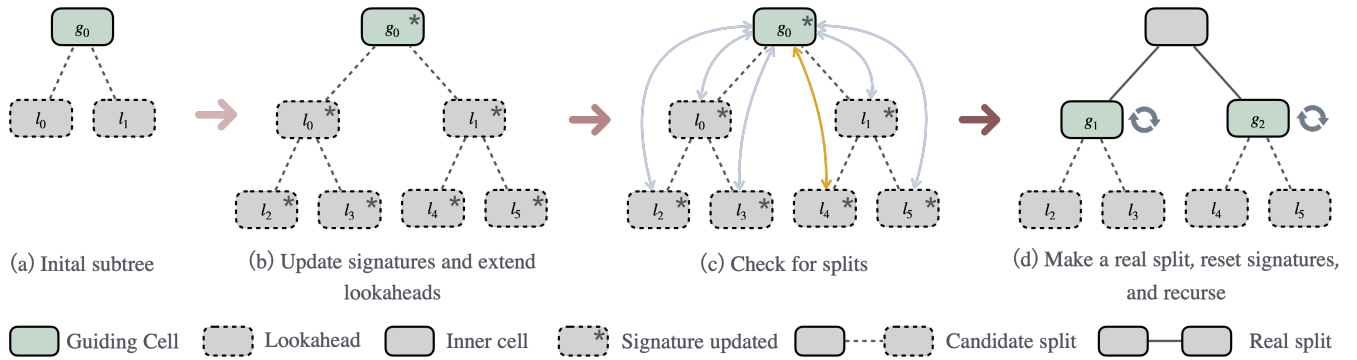 g0
l0 l1
(a) Inital subtree
g0 *
l0 * l1 *
l2 * l3 * l4 * l5 *
(b) Update signatures and extend
lookaheads
g0 *
l0 * l1 *
l2 * l3 * l4 * l5 *
(c) Check for splits
g1 g2
l2 l3 l4 l5
(d) Make a real split, reset signatures,
and recurse
Guiding Cell Lookahead Inner cell * Signature updated Candidate split Real split